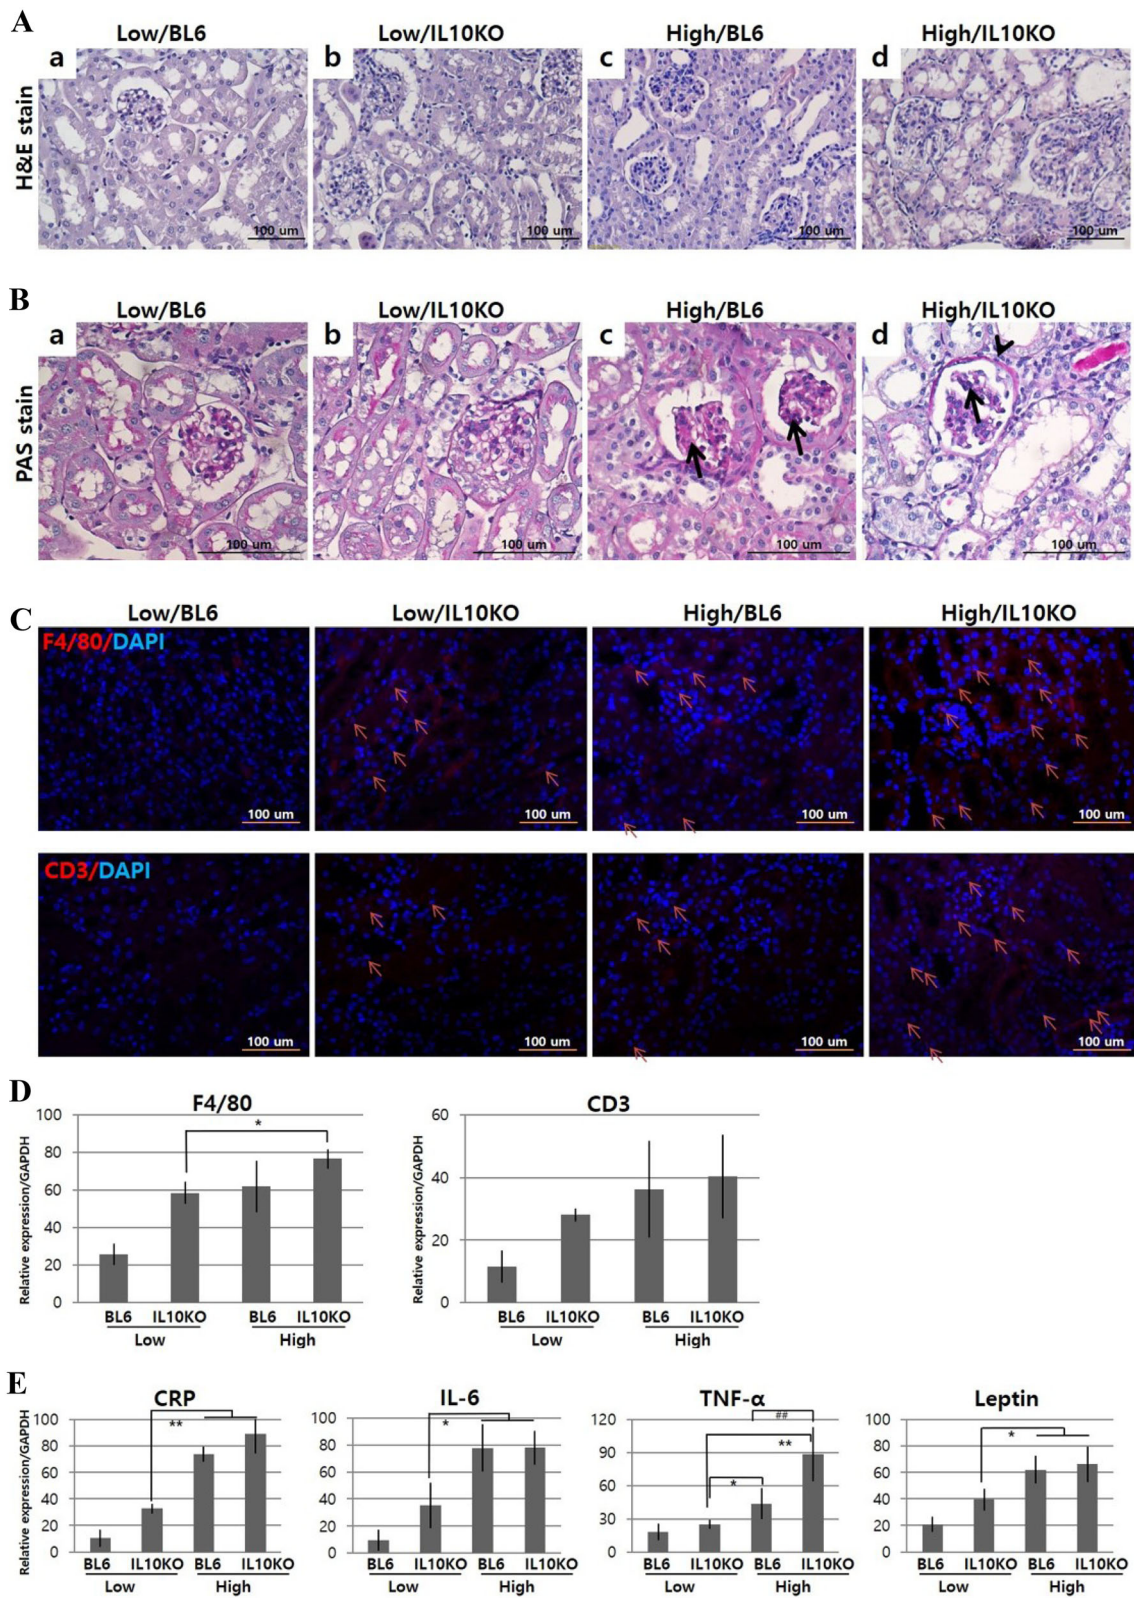 A
Low/BL6 Low/IL10KO High/BL6 High/IL10KO
a b c d
H&E stain
100 um 100 um 100 um 100 um
B
Low/BL6 Low/IL10KO High/BL6 High/IL10KO
a b c d
PAS stain
100 um 100 um 100 um 100 um
C
Low/BL6 Low/IL10KO High/BL6 High/IL10KO
F4/80/DAPI
100 um 100 um 100 um 100 um
CD3/DAPI
100 um 100 um 100 um 100 um
D
F4/80
Relative expression/GAPDH
100
80
60
40
20
0
*
BL6 IL10KO BL6 IL10KO
Low High
CD3
Relative expression/GAPDH
60
40
20
0
BL6 IL10KO BL6 IL10KO
Low High
E
CRP
Relative expression/GAPDH
100
80
60
40
20
0
**
BL6 IL10KO BL6 IL10KO
Low High
IL-6
100
80
60
40
20
0
*
BL6 IL10KO BL6 IL10KO
Low High
TNF-α
120
90
60
30
0
##
**
*
BL6 IL10KO BL6 IL10KO
Low High
Leptin
100
80
60
40
20
0
*
BL6 IL10KO BL6 IL10KO
Low High